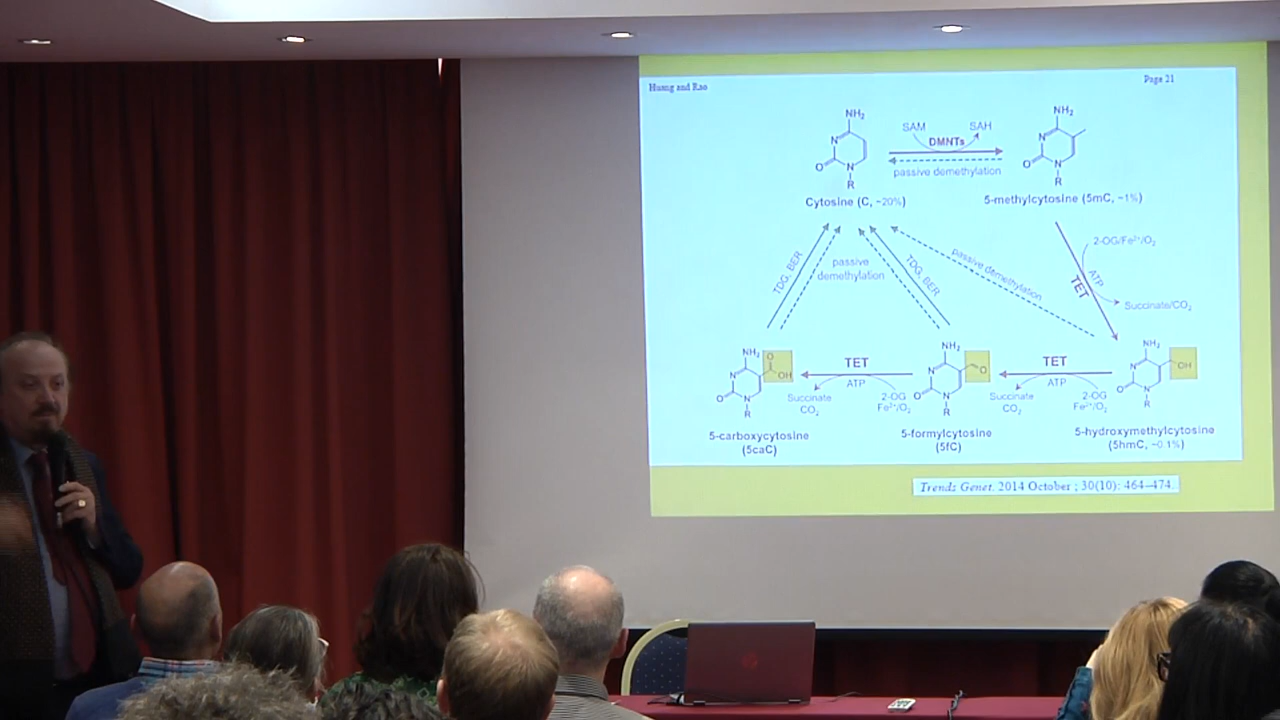 Huang and Rao
Page 21
NH2
N
O
N
R
SAM
SAH
DMNTs
passive demethylation
NH2
N
O
N
R
Cytosine (C, ~20%)
5-methylcytosine (5mC, ~1%)
TDG, BER
passive
demethylation
TDG, BER
passive demethylation
2-OG/Fe2+/O2
ATP
TET
Succinate/CO2
NH2
O
OH
N
O
N
R
TET
ATP
Succinate
CO2
2-OG
Fe2+/O2
NH2
O
N
O
N
R
TET
ATP
Succinate
CO2
2-OG
Fe2+/O2
NH2
OH
N
O
N
R
5-carboxycytosine
(5caC)
5-formylcytosine
(5fC)
5-hydroxymethylcytosine
(5hmC, ~0.1%)
Trends Genet. 2014 October ; 30(10): 464–474.